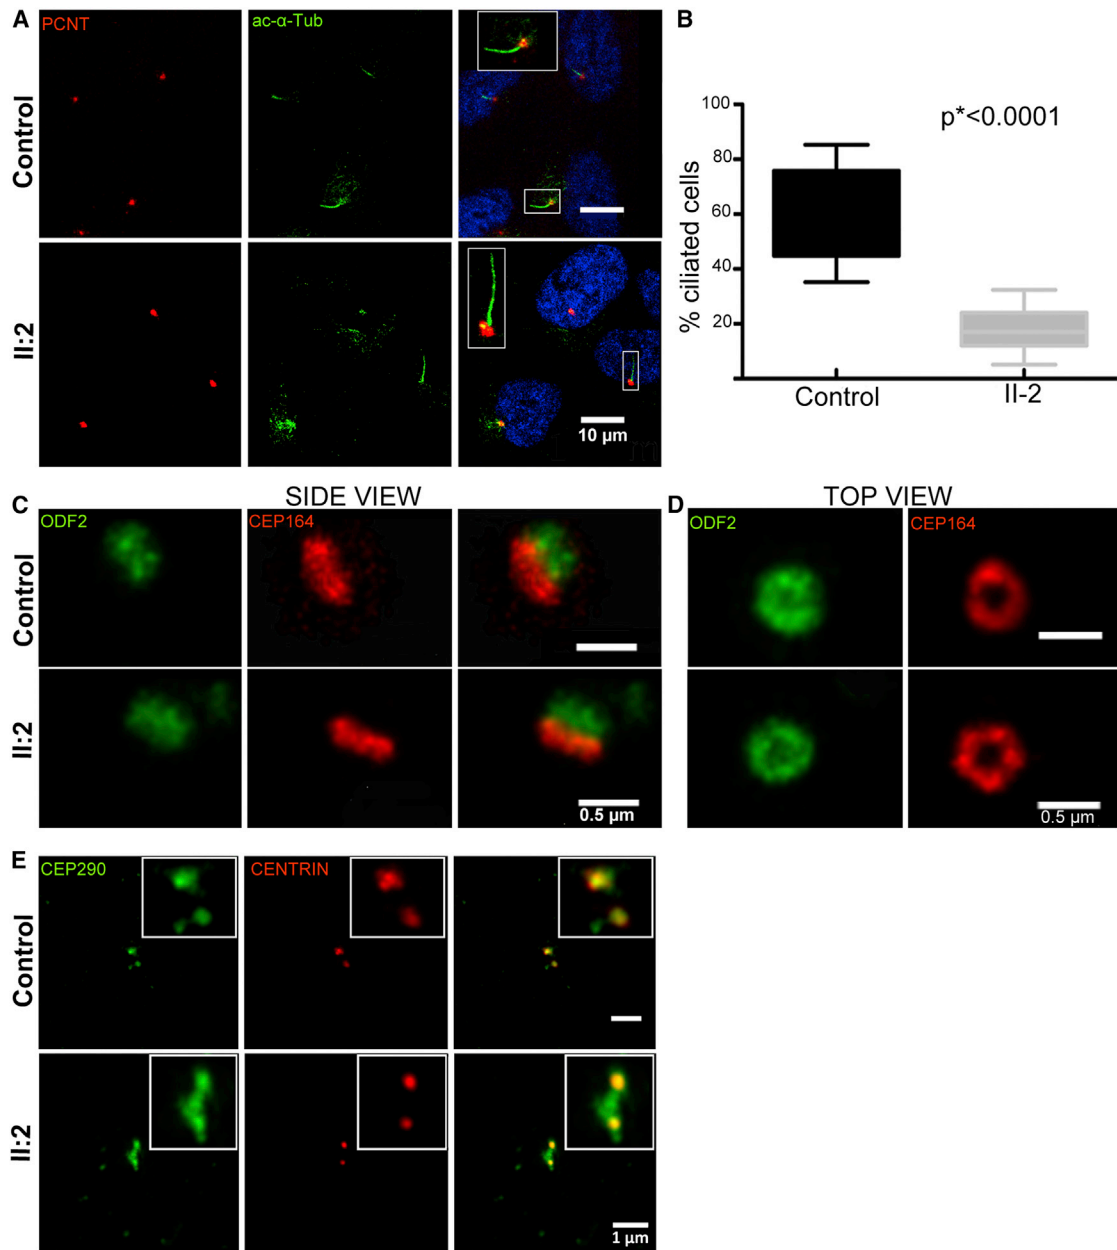 A
PCNT
ac-α-Tub
Control
II:2
10 µm
B
p*<0.0001
% ciliated cells
100
80
60
40
20
Control
II-2
SIDE VIEW
C
ODF2
CEP164
Control
II:2
0.5 µm
TOP VIEW
D
ODF2
CEP164
0.5 µm
E
CEP290
CENTRIN
Control
II:2
1 µm